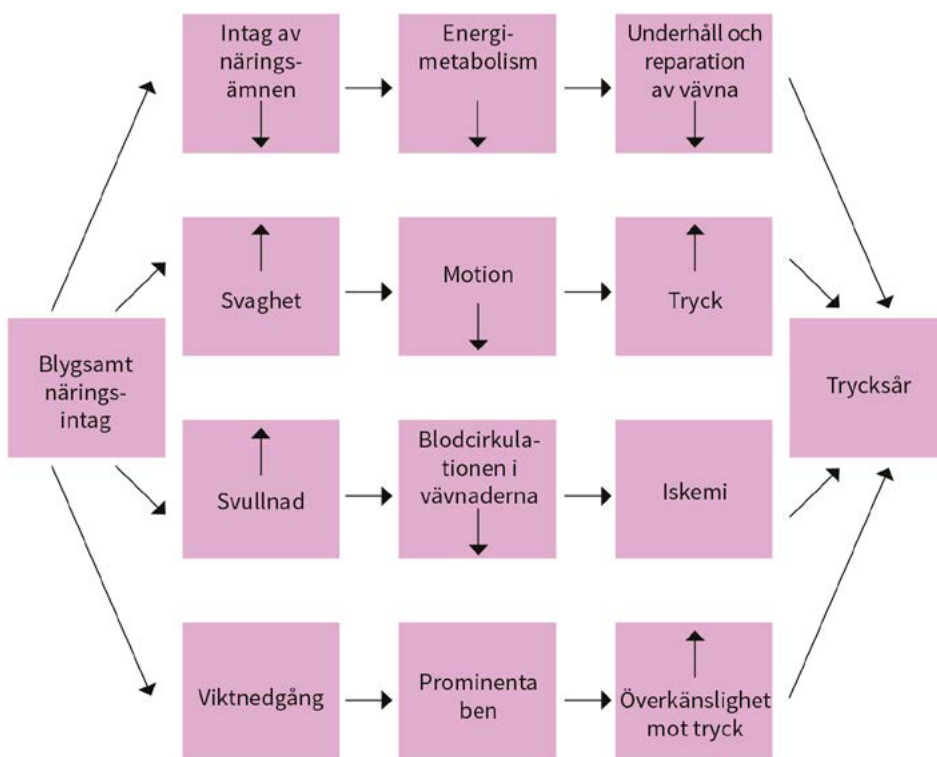 Intag av
närings-
ämnen
Energi-
metabolism
Underhåll och
reparation
av vävna
Svaghet
Motion
Tryck
Blygsamt
närings-
intag
Trycksår
Svullnad
Blodcirkula-
tionen i
vävnaderna
Iskemi
Viktnedgång
Prominenta
ben
Överkänslighet
mot tryck